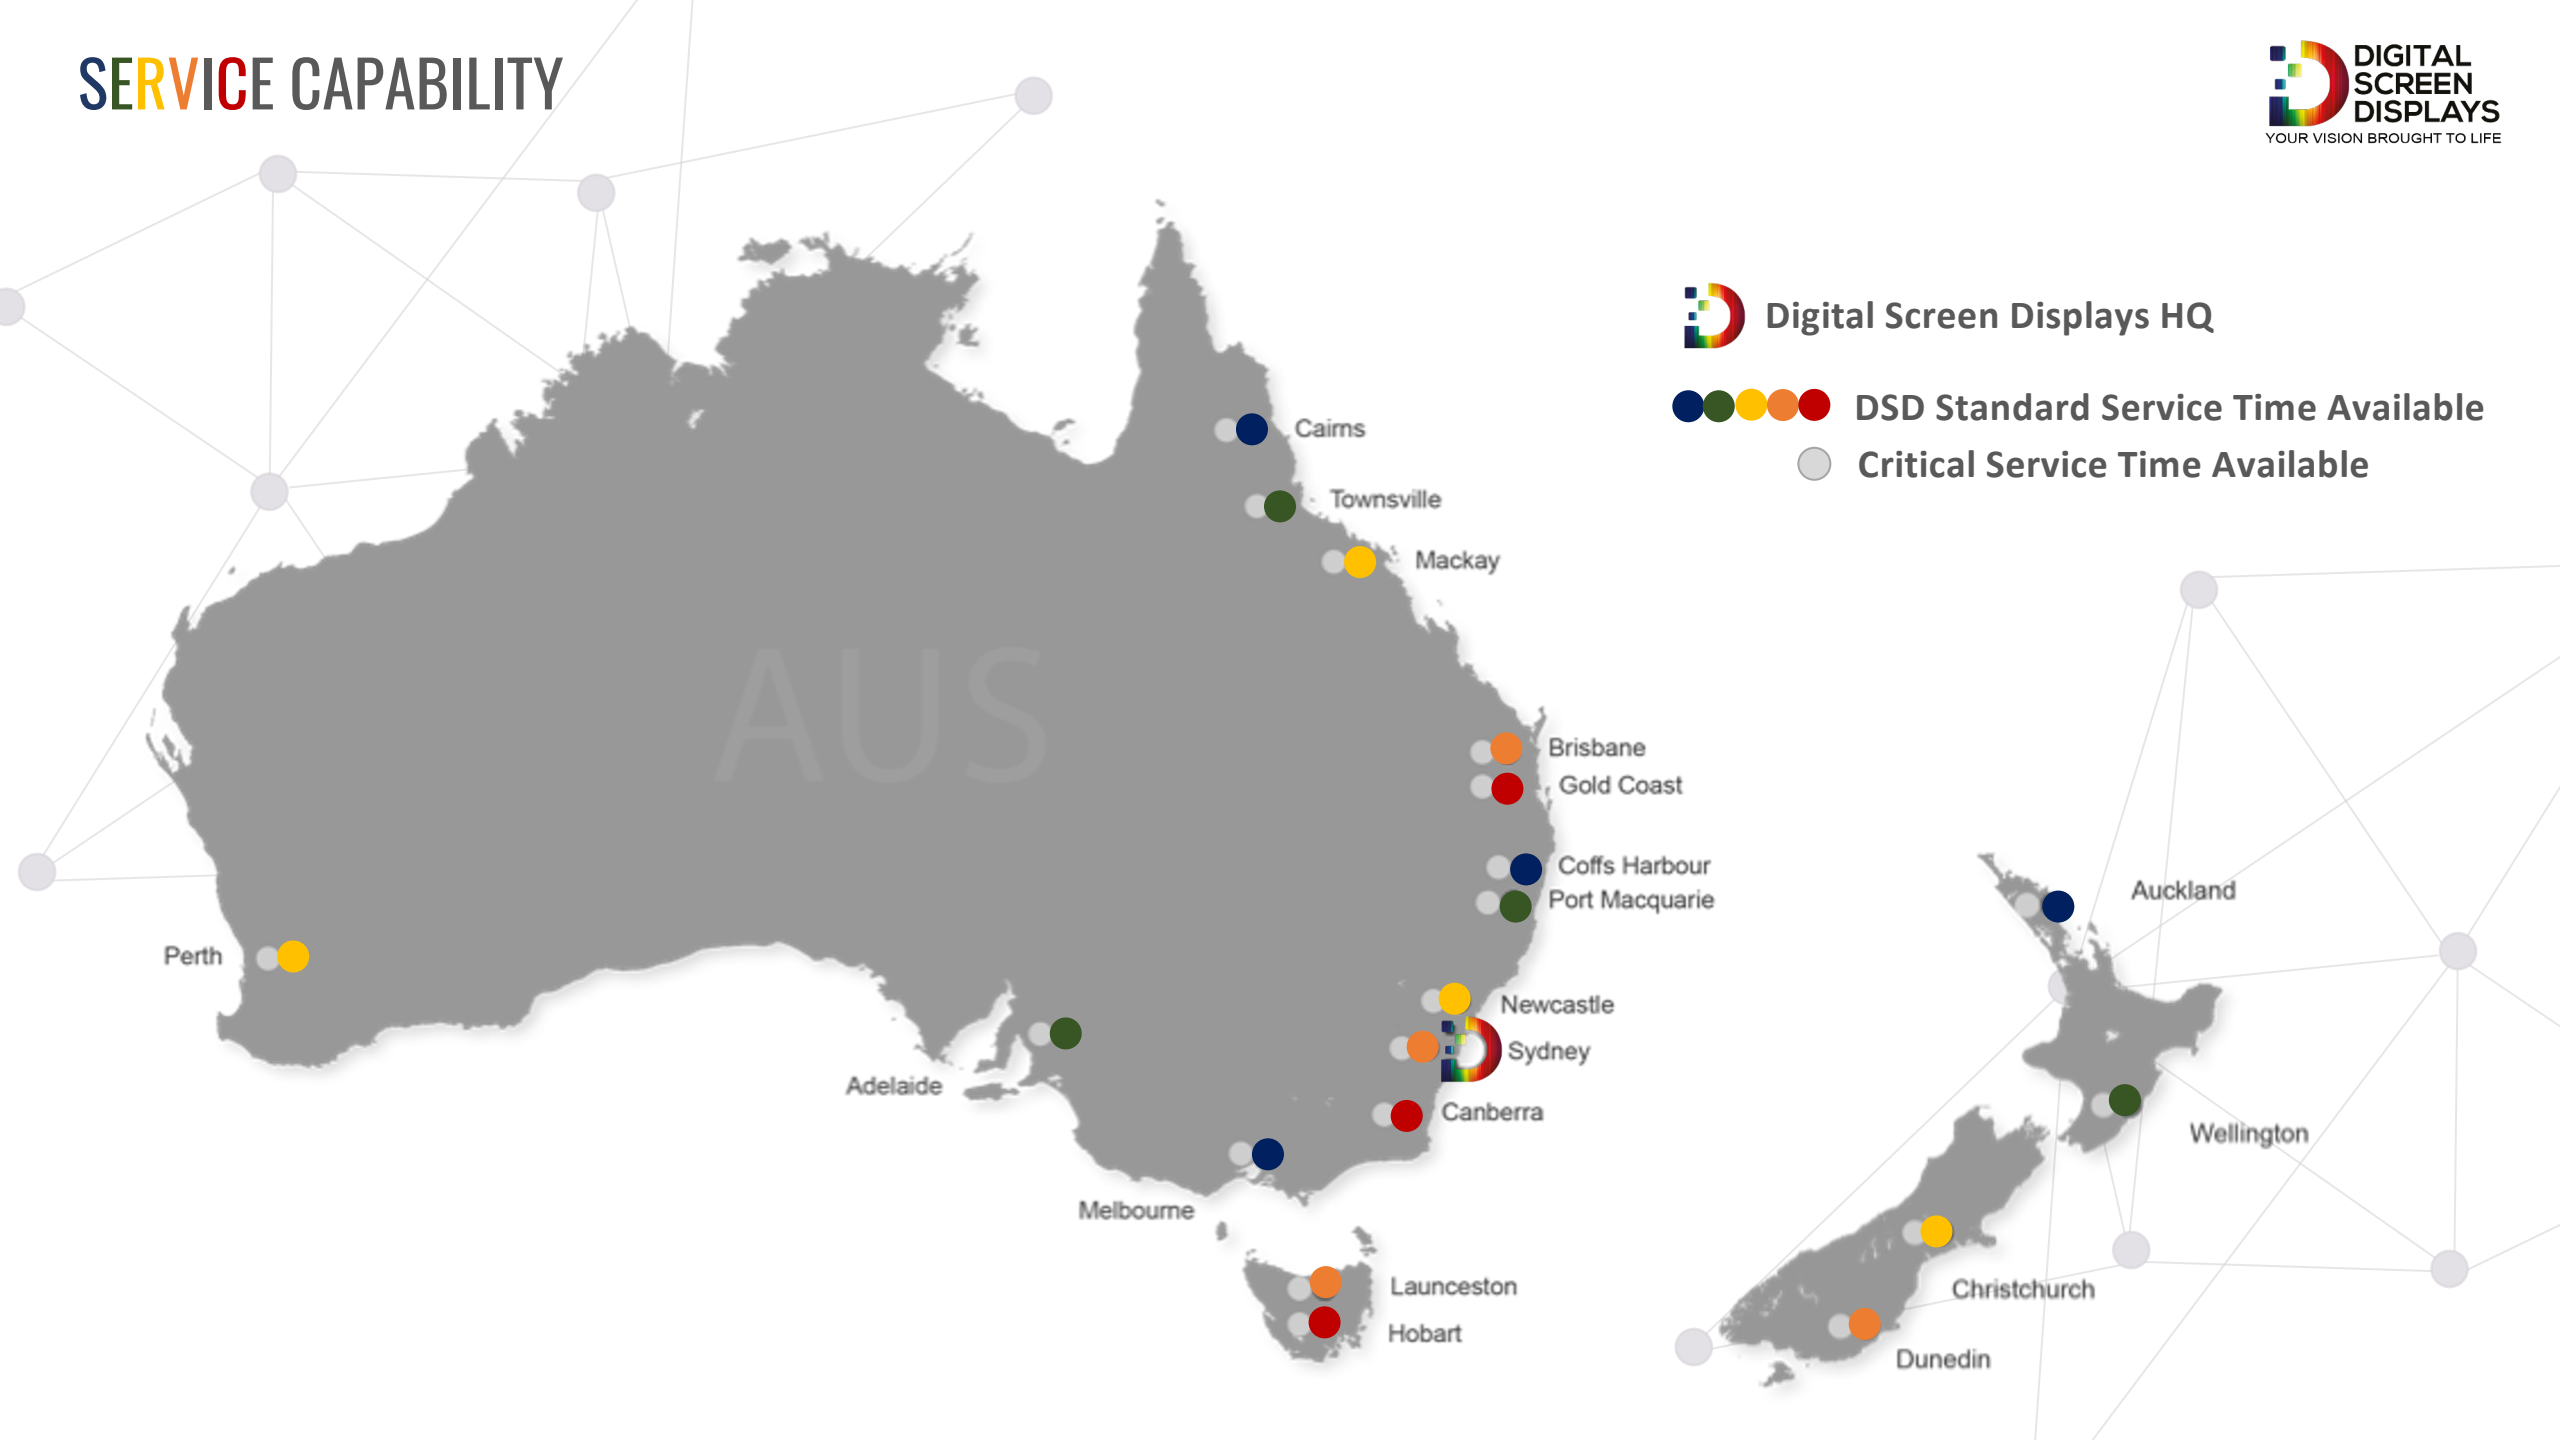 SERVICE CAPABILITY
DIGITAL
SCREEN
DISPLAYS
YOUR VISION BROUGHT TO LIFE
Digital Screen Displays HQ
DSD Standard Service Time Available
Critical Service Time Available
Cairns
Townsville
Mackay
AUS
Brisbane
Gold Coast
Coffs Harbour
Port Macquarie
Auckland
Perth
Newcastle
Sydney
Adelaide
Canberra
Wellington
Melbourne
Launceston
Christchurch
Hobart
Dunedin